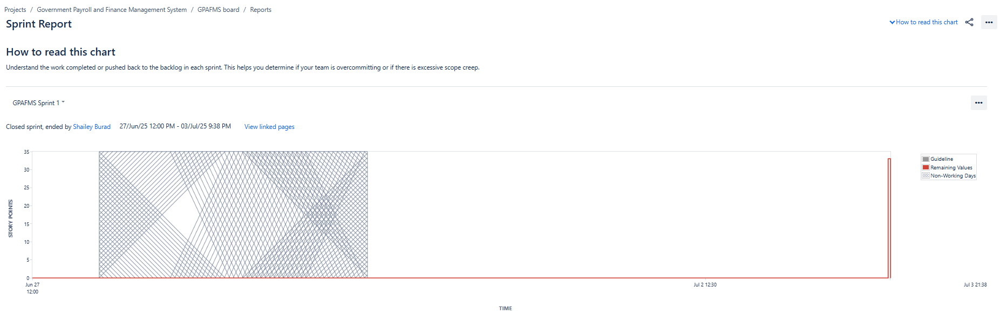 Projects / Government Payroll and Finance Management System / GPAFMS board / Reports
Sprint Report
How to read this chart
How to read this chart
Understand the work completed or pushed back to the backlog in each sprint. This helps you determine if your team is overcommitting or if there is excessive scope creep.
GPAFMS Sprint 1
Closed sprint, ended by Shailey Burad 27/Jun/25 12:00 PM - 03/Jul/25 9:38 PM View linked pages
35
30
25
20
15
10
5
0
STORY POINTS
Guideline
Remaining Values
Non-Working Days
Jun 27
12:00
Jul 2 12:30
Jul 3 21:38
TIME